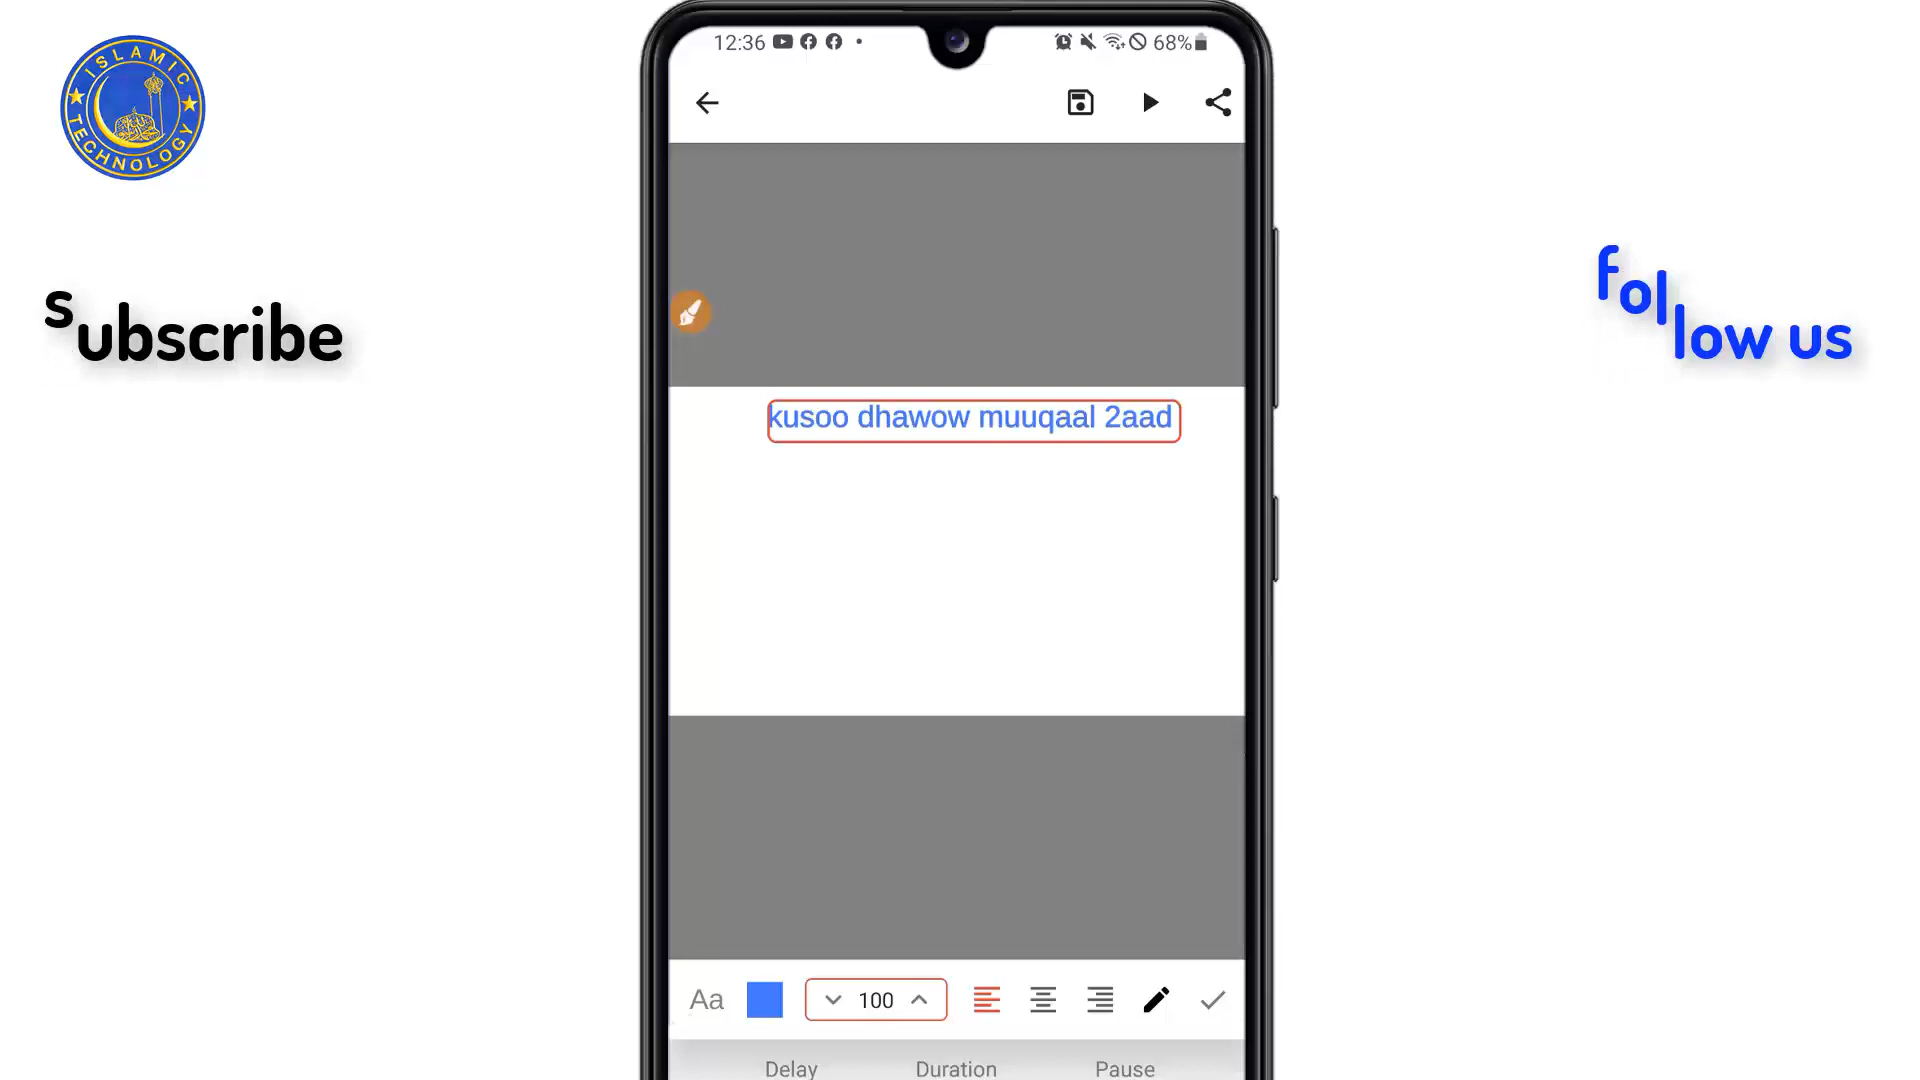 ISLAMIC
TECHNOLOGY
subscribe
12:36
68%
follow us
kusoo dhawow muuqaal 2aad
Aa
100
Delay Duration Pause